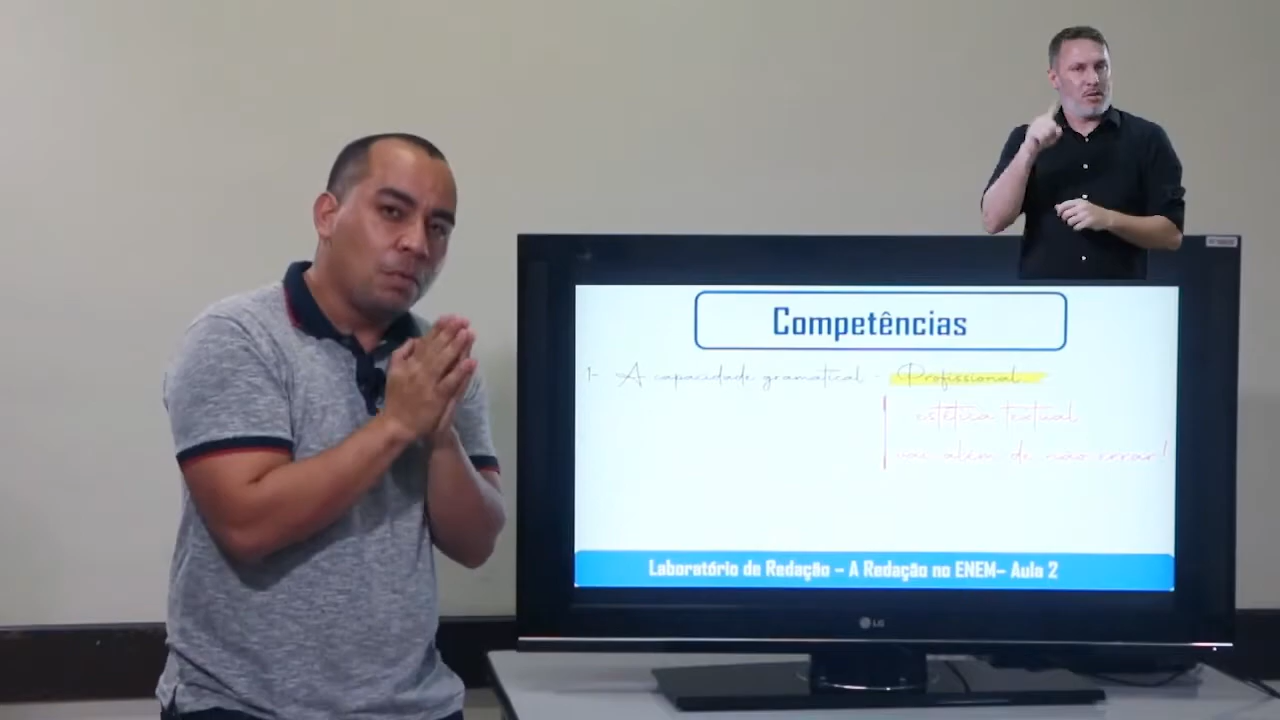 Competências
1- A capacidade gramatical - Profissional
estética textual
vai além de não errar!
Laboratório de Redação – A Redação no ENEM– Aula 2
LG